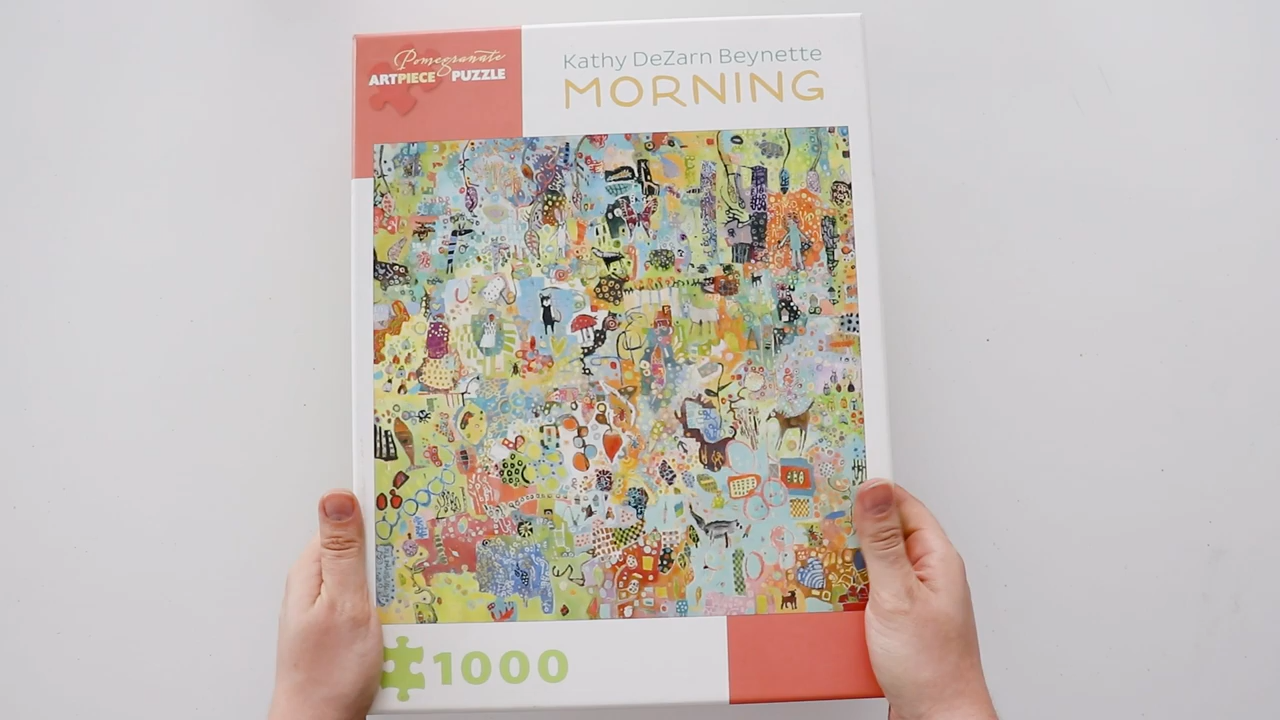 Pomegranate
ARTPIECE PUZZLE
Kathy DeZarn Beynette
MORNING
1000